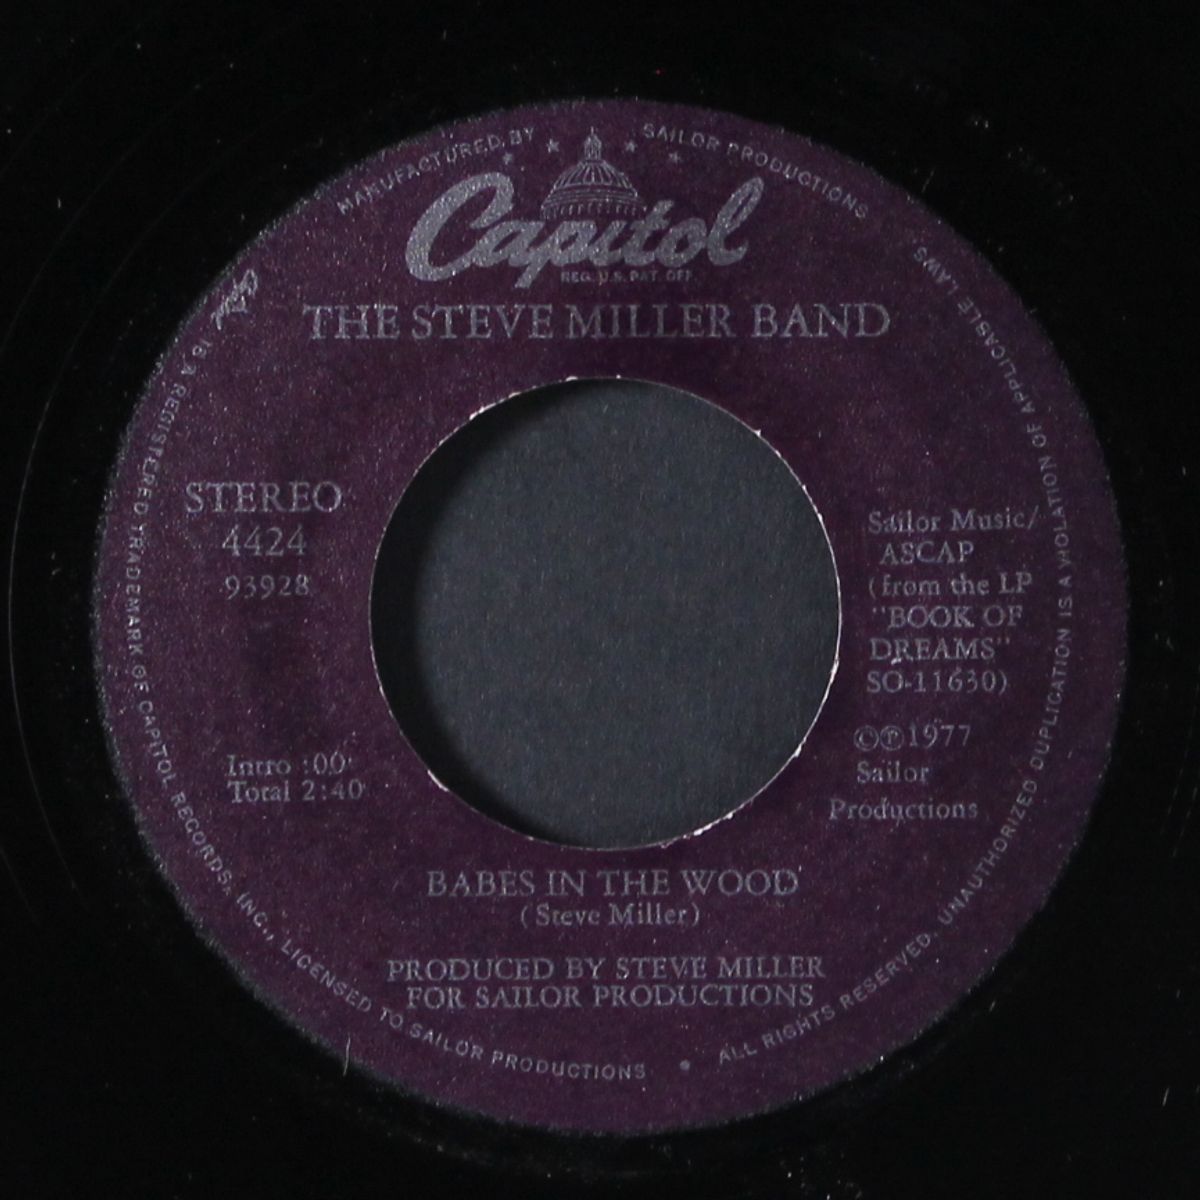 MANUFACTURED BY SAILOR PRODUCTIONS
Capitol
REG. U.S. PAT. OFF.
THE STEVE MILLER BAND
STEREO
4424
93928
Sailor Music/
ASCAP
(from the LP
"BOOK OF
DREAMS"
SO-11630)
©℗1977
Sailor
Productions
Intro :00
Total 2:40
BABES IN THE WOOD
(Steve Miller)
PRODUCED BY STEVE MILLER
FOR SAILOR PRODUCTIONS
Capitol IS A REGISTERED TRADEMARK OF CAPITOL RECORDS, INC., LICENSED TO SAILOR PRODUCTIONS • ALL RIGHTS RESERVED. UNAUTHORIZED DUPLICATION IS A VIOLATION OF APPLICABLE LAWS